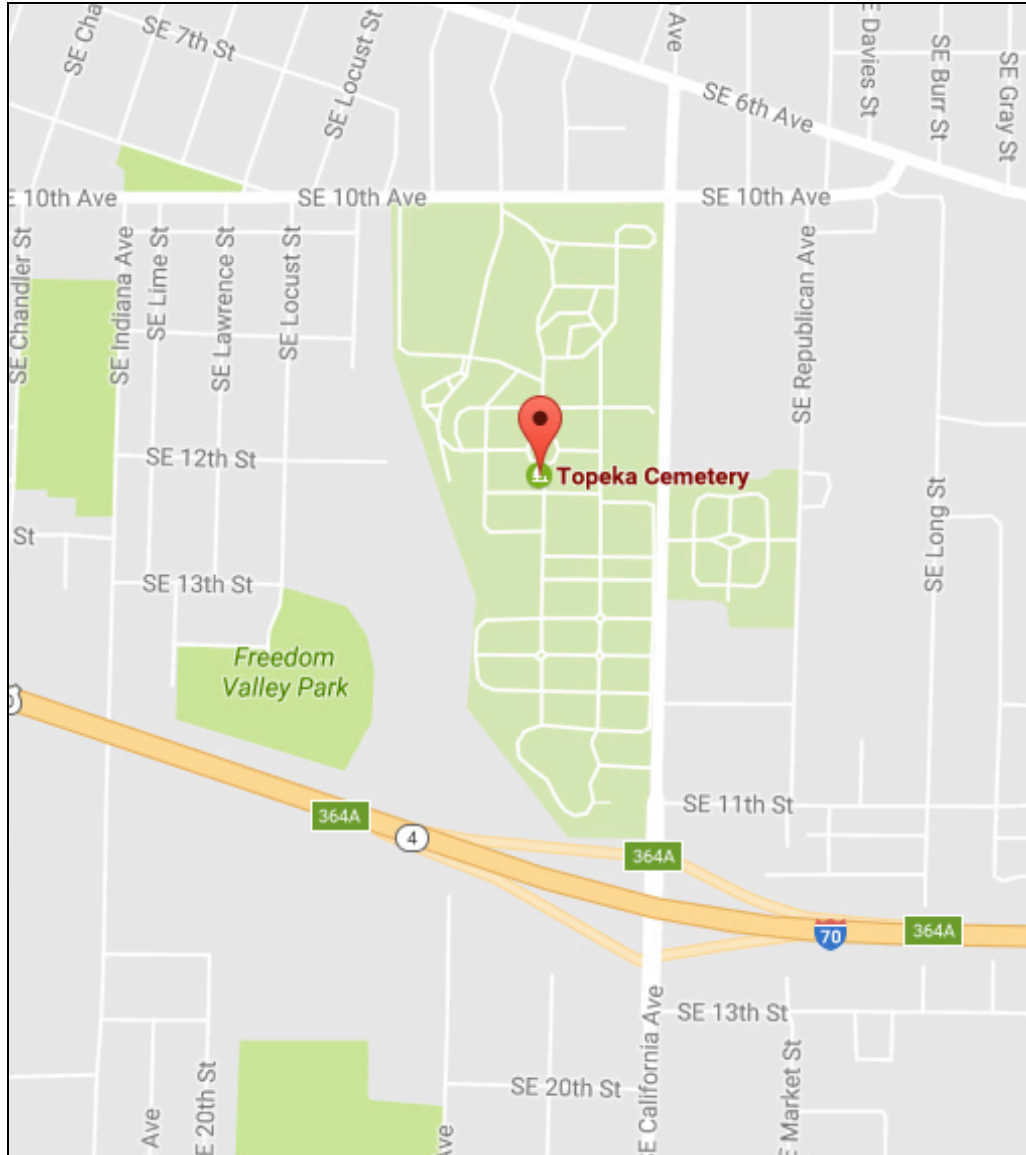 SE Cha
SE 7th St
SE Locust St
Ave
E Davies St
SE Burr St
SE Gray St
SE 6th Ave
E 10th Ave
SE 10th Ave
SE 10th Ave
SE Chandler St
SE Indiana Ave
SE Lime St
SE Lawrence St
SE Locust St
SE Republican Ave
SE 12th St
Topeka Cemetery
St
SE Long St
SE 13th St
Freedom
Valley Park
SE 11th St
364A
4
364A
70
364A
SE California Ave
SE 13th St
SE 20th St
Ave
E 20th St
Ave
E Market St